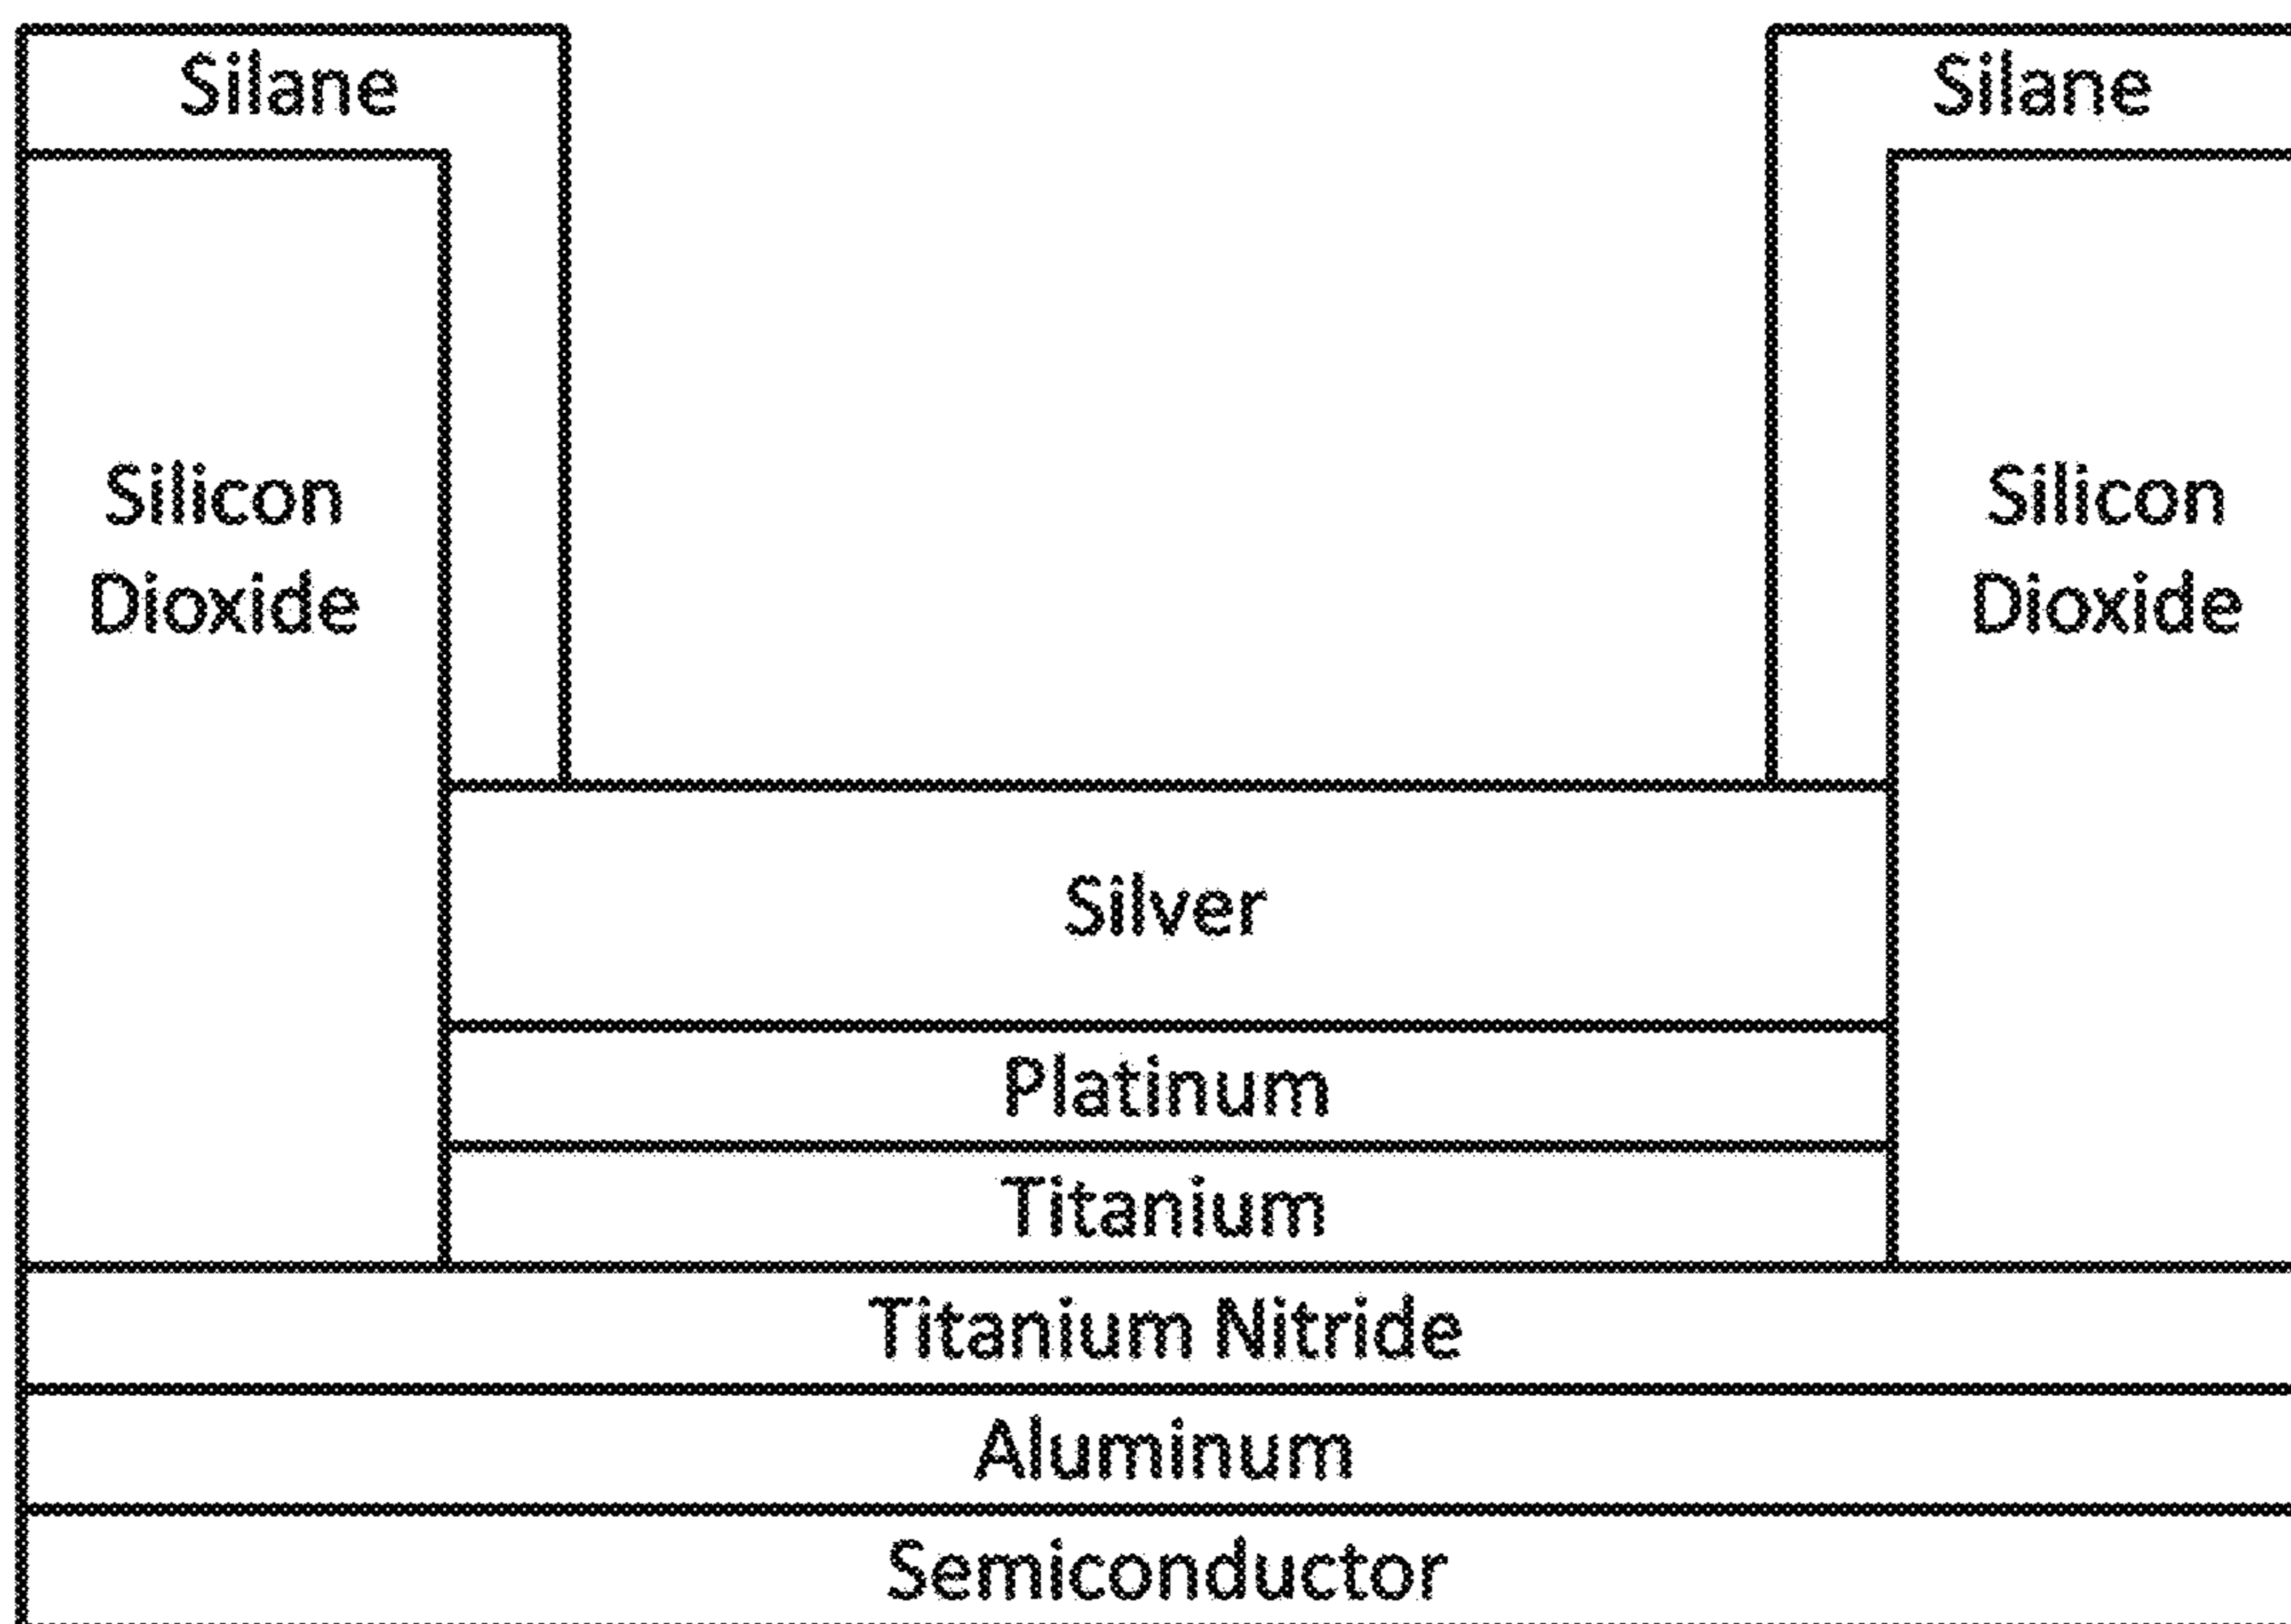 Silane
Silane
Silicon
Dioxide
Silicon
Dioxide
Silver
Platinum
Titanium
Titanium Nitride
Aluminum
Semiconductor